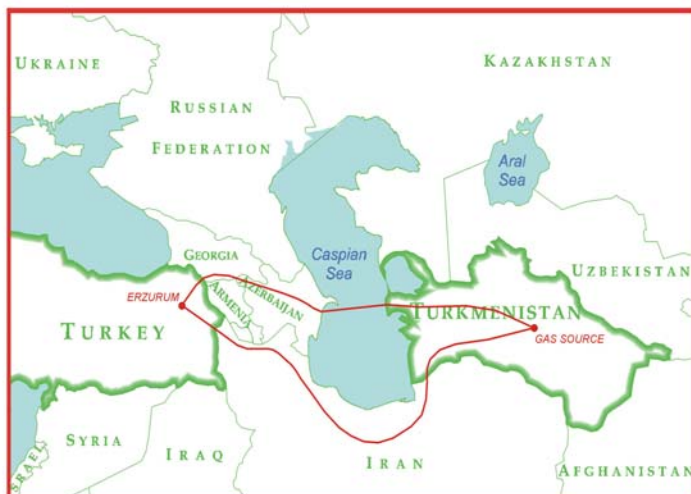 UKRAINE
KAZAKHSTAN
RUSSIAN
FEDERATION
Aral
Sea
Caspian
Sea
GEORGIA
UZBEKISTAN
AZERBAIJAN
ARMENIA
ERZURUM
TURKMENISTAN
TURKEY
GAS SOURCE
SYRIA
IRAQ
IRAN
AFGHANISTAN
ISRAEL